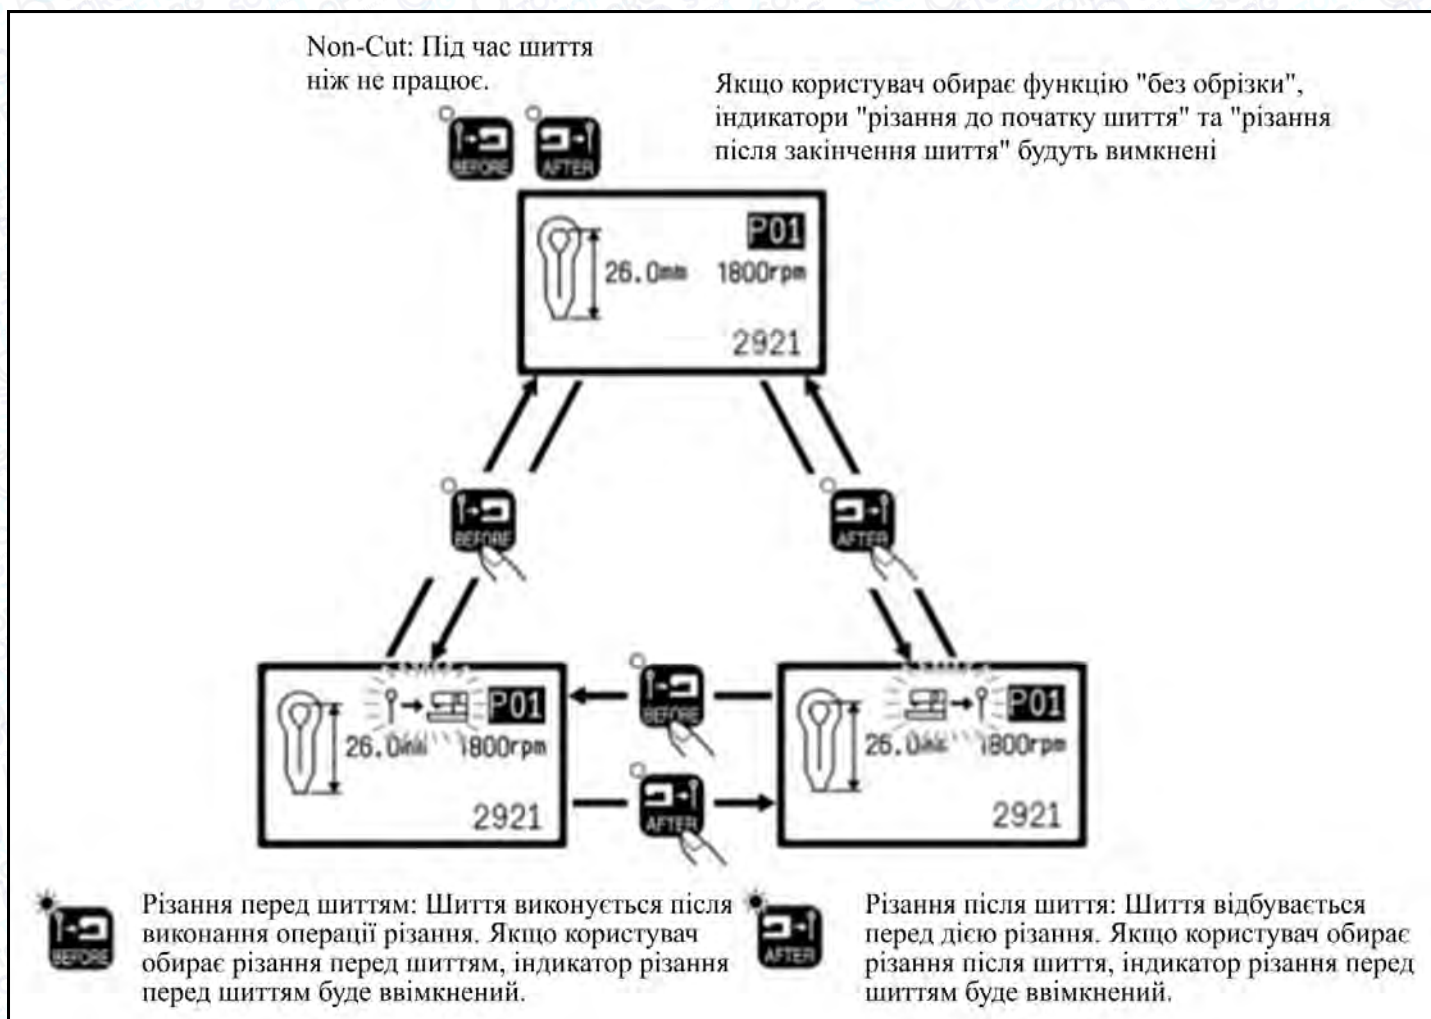 Non-Cut: Під час шиття
ніж не працює.
Якщо користувач обирає функцію "без обрізки",
індикатори "різання до початку шиття" та "різання
після закінчення шиття" будуть вимкнені
BEFORE
AFTER
P01
26.0mm 1800rpm
2921
BEFORE
AFTER
P01
26.0mm 1800rpm
2921
BEFORE
AFTER
P01
26.0mm 1800rpm
2921
BEFORE
Різання перед шиттям: Шиття виконується після
виконання операції різання. Якщо користувач
обирає різання перед шиттям, індикатор різання
перед шиттям буде ввімкнений.
AFTER
Різання після шиття: Шиття відбувається
перед дією різання. Якщо користувач обирає
різання після шиття, індикатор різання перед
шиттям буде ввімкнений.